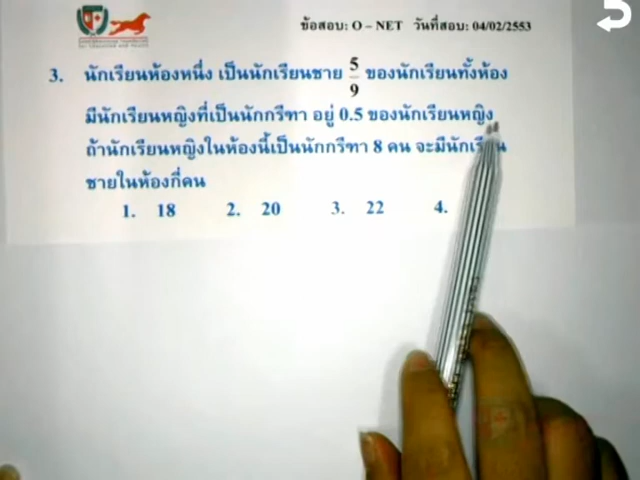 ข้อสอบ: O – NET วันที่สอบ: 04/02/2553
3. นักเรียนห้องหนึ่ง เป็นนักเรียนชาย 5/9 ของนักเรียนทั้งห้อง
มีนักเรียนหญิงที่เป็นนักกรีฑา อยู่ 0.5 ของนักเรียนหญิง
ถ้านักเรียนหญิงในห้องนี้เป็นนักกรีฑา 8 คน จะมีนักเรียน
ชายในห้องกี่คน
1. 18 2. 20 3. 22 4.